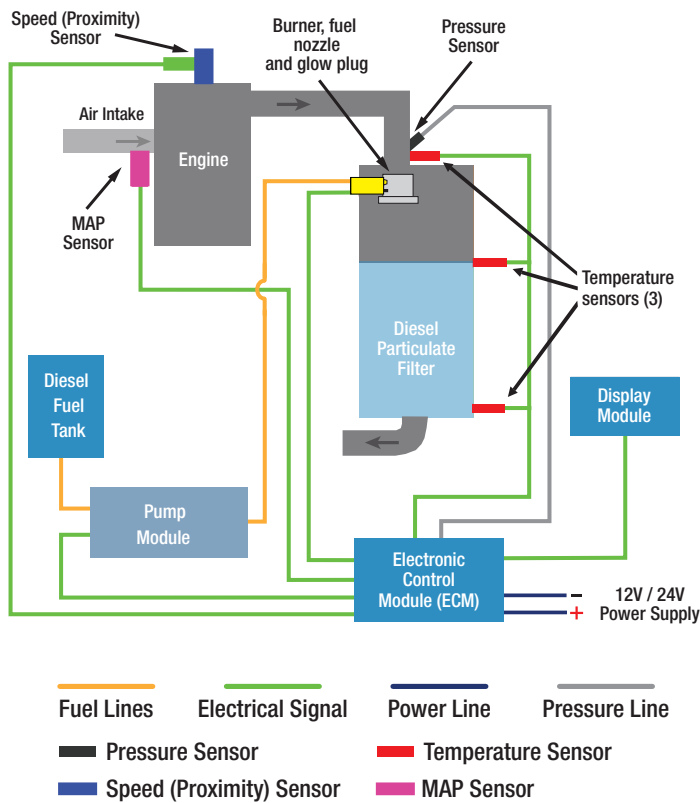 Speed (Proximity)
Sensor
Burner, fuel
nozzle
and glow plug
Pressure
Sensor
Air Intake
Engine
MAP
Sensor
Temperature
sensors (3)
Diesel
Particulate
Filter
Diesel
Fuel
Tank
Display
Module
Pump
Module
Electronic
Control
Module (ECM)
- 12V / 24V
+ Power Supply
Fuel Lines
Electrical Signal
Power Line
Pressure Line
Pressure Sensor
Temperature Sensor
Speed (Proximity) Sensor
MAP Sensor